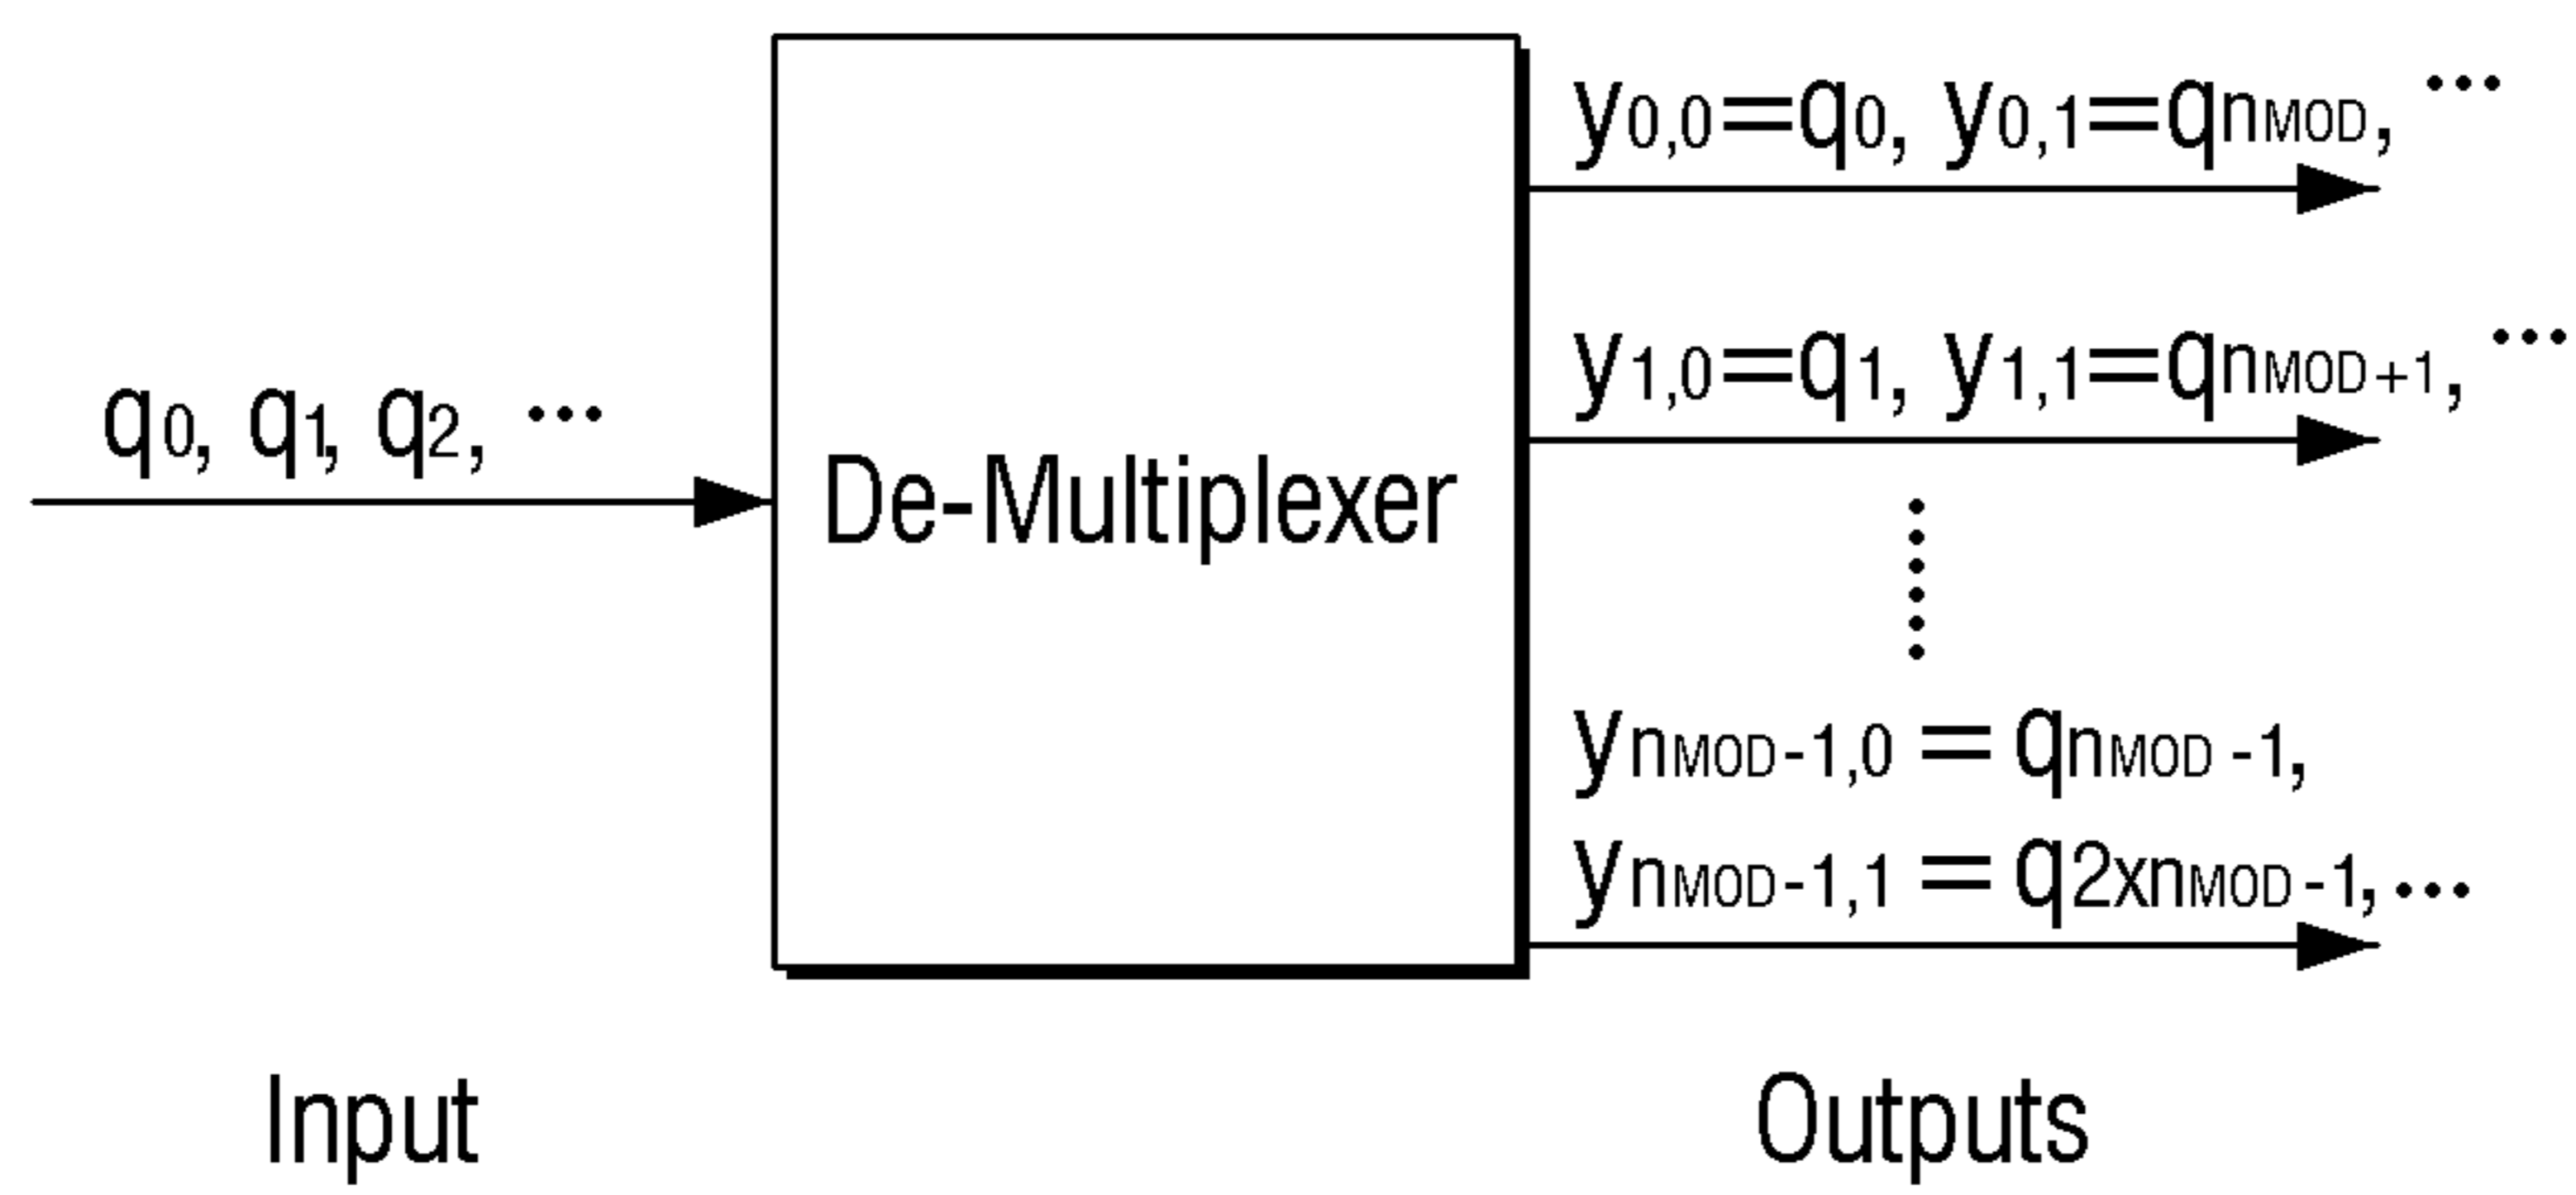 y0,0=q0, y0,1=qnMOD, ...
y1,0=q1, y1,1=qnMOD+1, ...
q0, q1, q2, ...
De-Multiplexer
ynMOD-1,0 = qnMOD -1,
ynMOD-1,1 = q2xnMOD-1, ...
Input
Outputs